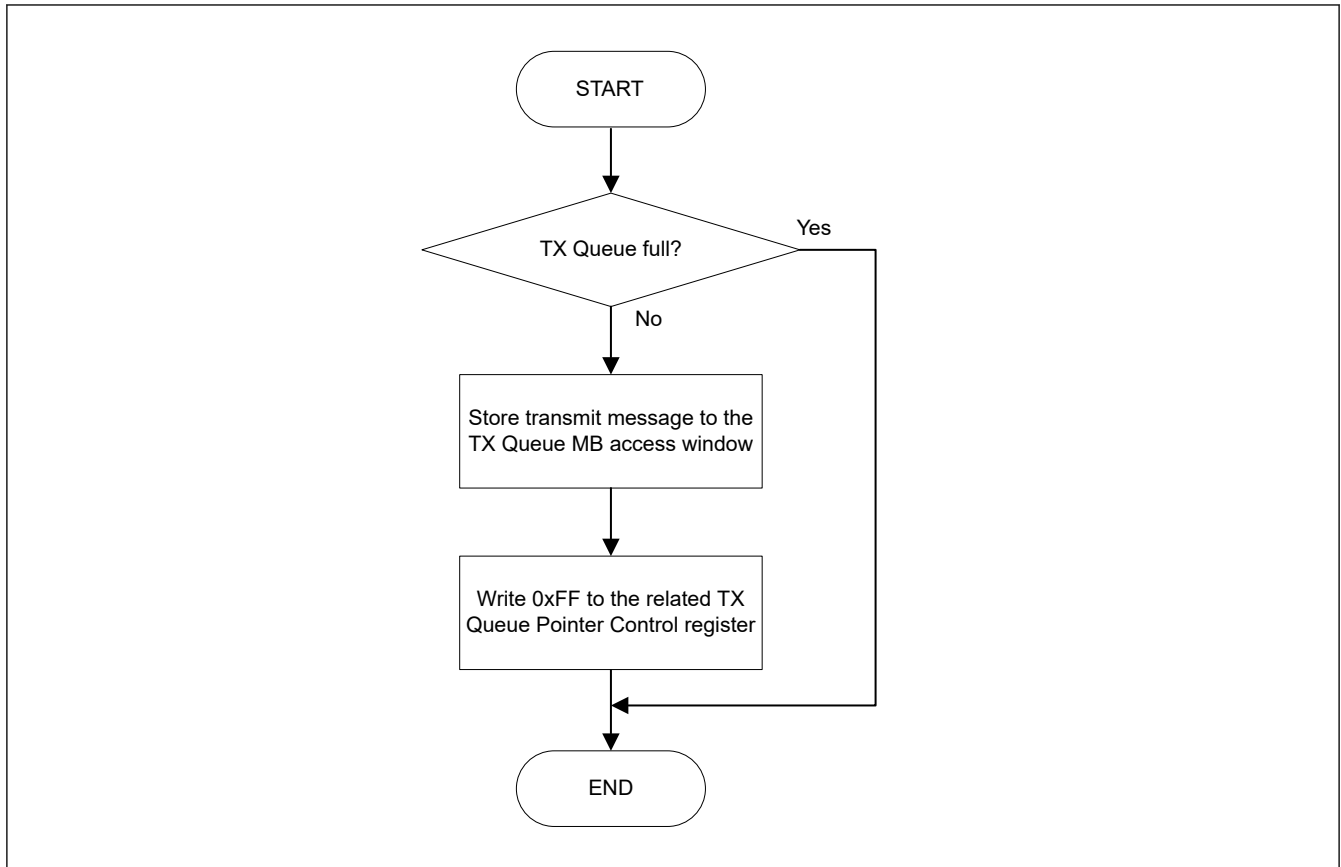 START
TX Queue full?
Yes
No
Store transmit message to the
TX Queue MB access window
Write 0xFF to the related TX
Queue Pointer Control register
END